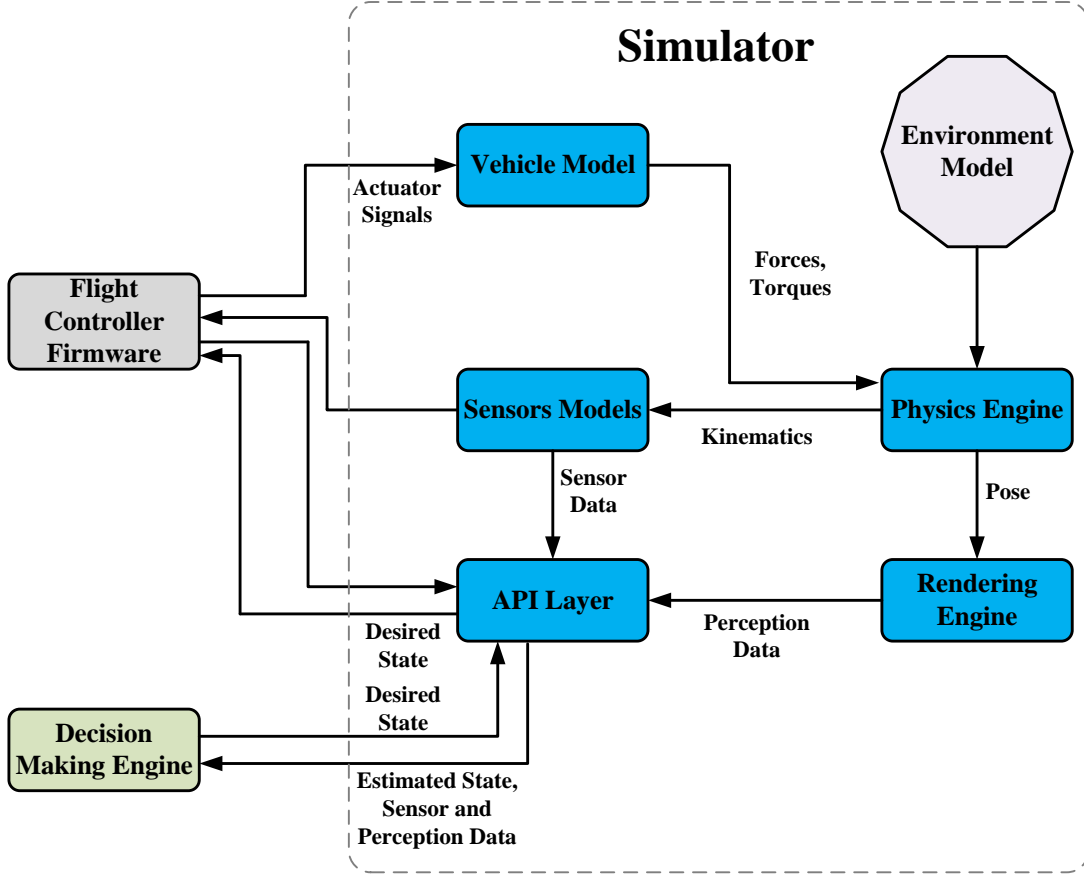 Simulator
Environment
Model
Vehicle Model
Actuator
Signals
Forces,
Torques
Flight
Controller
Firmware
Sensors Models
Physics Engine
Kinematics
Sensor
Data
Pose
API Layer
Rendering
Engine
Perception
Data
Desired
State
Desired
State
Decision
Making Engine
Estimated State,
Sensor and
Perception Data